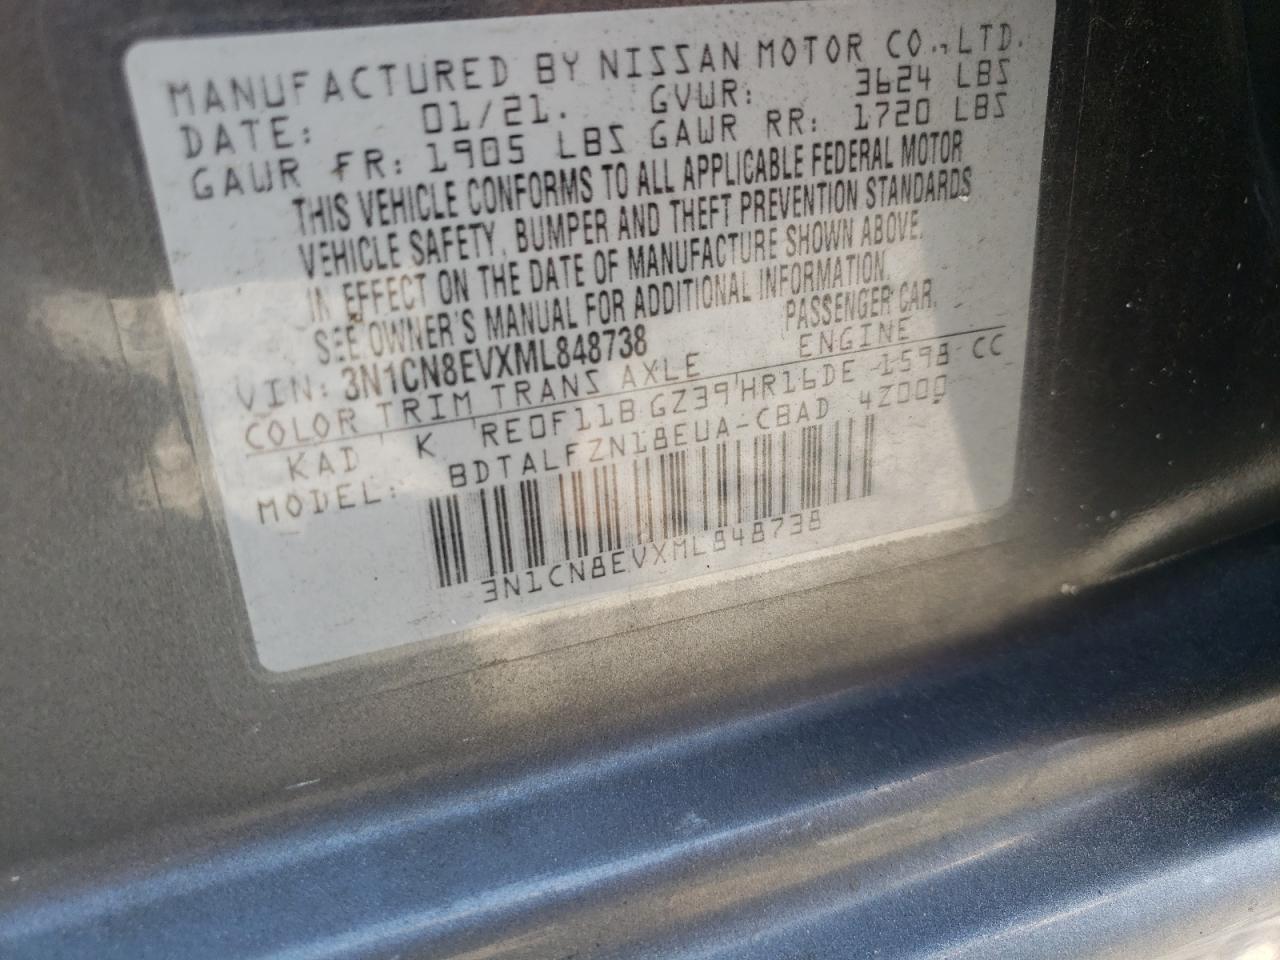 MANUFACTURED BY NISSAN MOTOR CO.,LTD.
DATE: 01/21. GVWR: 3624 LBS
GAWR FR: 1905 LBS GAWR RR: 1720 LBS
THIS VEHICLE CONFORMS TO ALL APPLICABLE FEDERAL MOTOR
VEHICLE SAFETY, BUMPER AND THEFT PREVENTION STANDARDS
IN EFFECT ON THE DATE OF MANUFACTURE SHOWN ABOVE.
SEE OWNER'S MANUAL FOR ADDITIONAL INFORMATION.
VIN: 3N1CN8EVXML848738 PASSENGER CAR.
COLOR TRIM TRANS AXLE ENGINE
KAD K RE0F11B GZ39 HR16DE 1598 CC
MODEL: BDTALFZN18EUA-CBAD 4Z000
3N1CN8EVXML848738